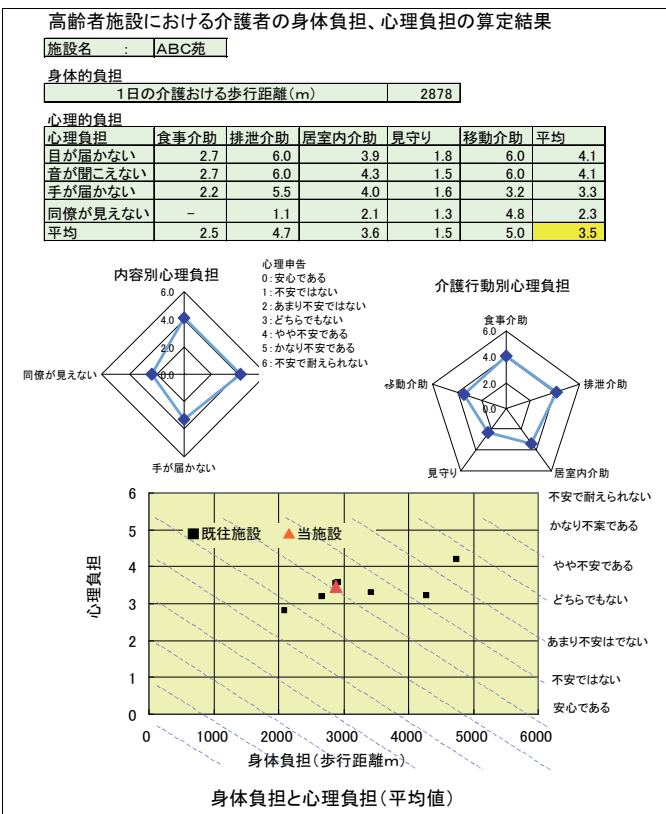 高齢者施設における介護者の身体負担、心理負担の算定結果
施設名 : ABC苑
身体的負担
1日の介護おける歩行距離(m) 2878
心理的負担
心理負担 食事介助 排泄介助 居室内介助 見守り 移動介助 平均
目が届かない 2.7 6.0 3.9 1.8 6.0 4.1
音が聞こえない 2.7 6.0 4.3 1.5 6.0 4.1
手が届かない 2.2 5.5 4.0 1.6 3.2 3.3
同僚が見えない － 1.1 2.1 1.3 4.8 2.3
平均 2.5 4.7 3.6 1.5 5.0 3.5
内容別心理負担
6.0
4.0
2.0
0.0
同僚が見えない
手が届かない
心理申告
0:安心である
1:不安ではない
2:あまり不安ではない
3:どちらでもない
4:やや不安である
5:かなり不安である
6:不安で耐えられない
介護行動別心理負担
食事介助
6.0
4.0
2.0
0.0
移動介助
排泄介助
見守り
居室内介助
心理負担
6
5
4
3
2
1
0
■既往施設 ▲当施設
不安で耐えられない
かなり不案である
やや不安である
どちらでもない
あまり不安はでない
不安ではない
安心である
0 1000 2000 3000 4000 5000 6000
身体負担(歩行距離m)
身体負担と心理負担(平均値)